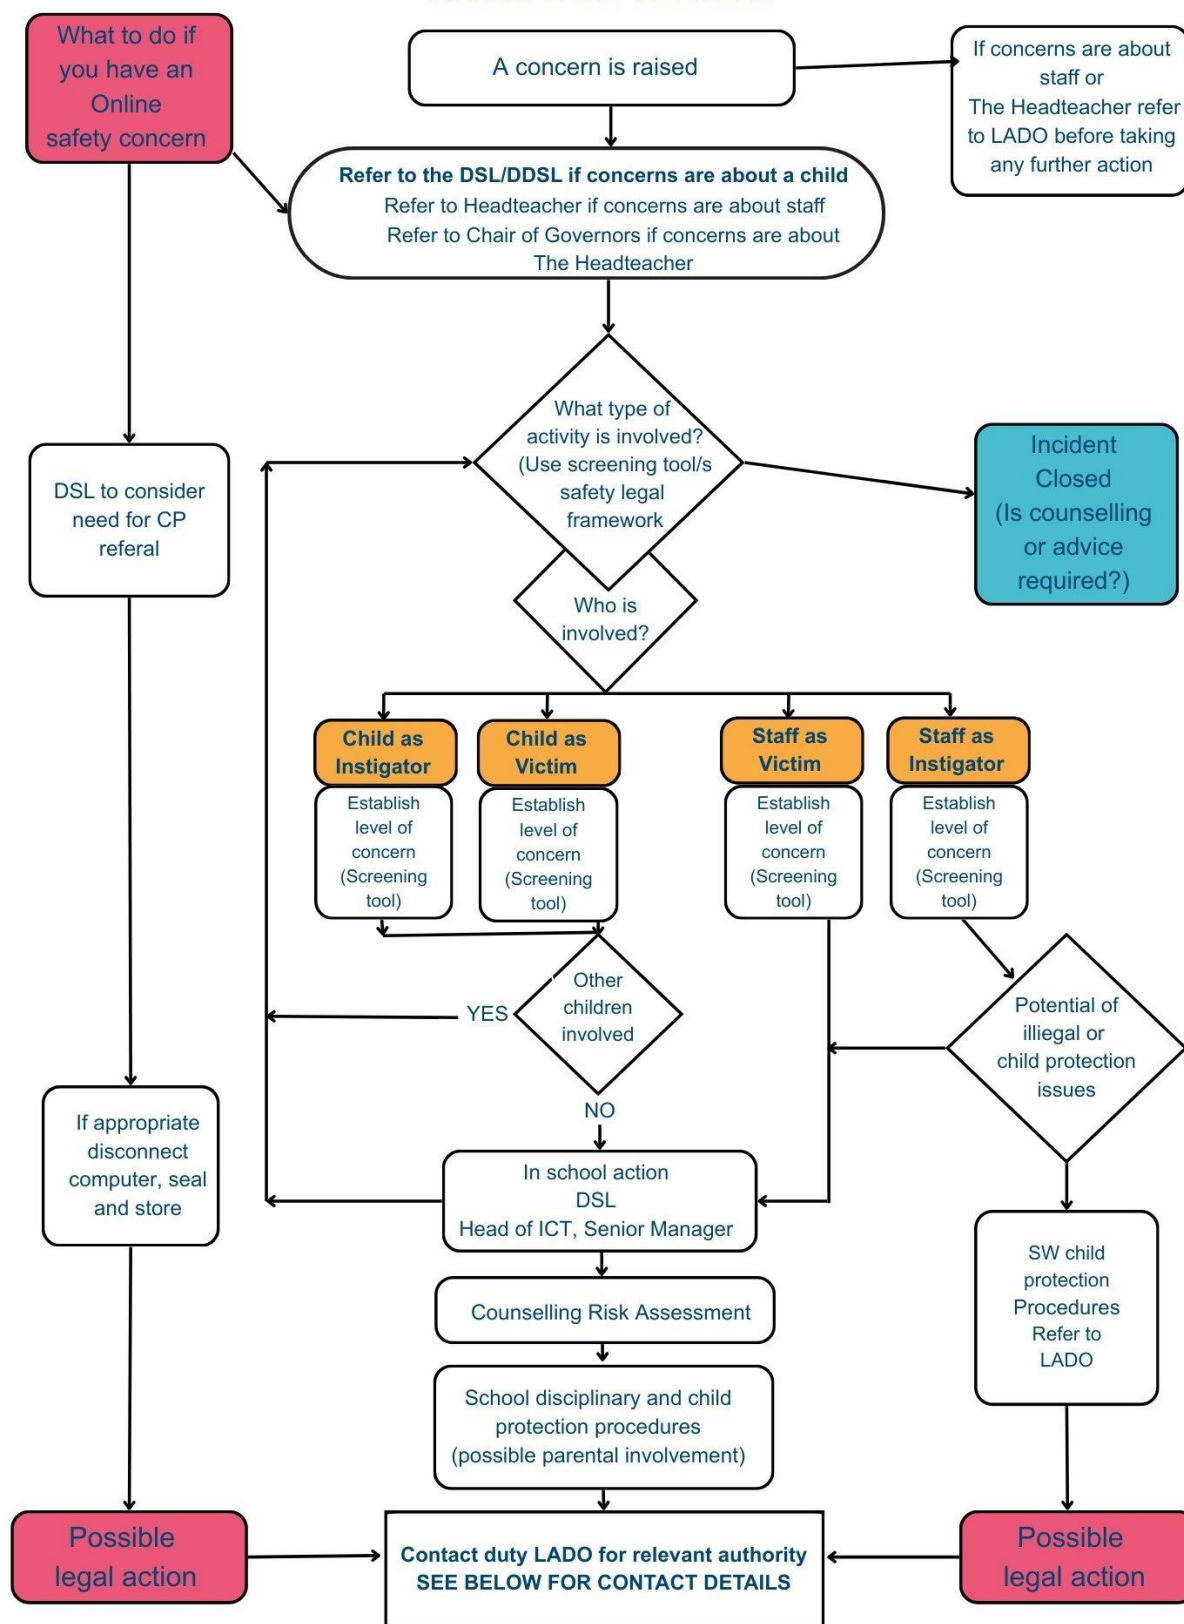 What to do if
you have an
Online
safety concern
A concern is raised
If concerns are about
staff or
The Headteacher refer
to LADO before taking
any further action
Refer to the DSL/DDSL if concerns are about a child
Refer to Headteacher if concerns are about staff
Refer to Chair of Governors if concerns are about
The Headteacher
What type of
activity is involved?
(Use screening tool/s
safety legal
framework
Incident
Closed
(Is counselling
or advice
required?)
DSL to consider
need for CP
referal
Who is
involved?
Child as
Instigator
Child as
Victim
Staff as
Victim
Staff as
Instigator
Establish
level of
concern
(Screening
tool)
Establish
level of
concern
(Screening
tool)
Establish
level of
concern
(Screening
tool)
Establish
level of
concern
(Screening
tool)
Other
children
involved
YES
NO
Potential of
illiegal or
child protection
issues
If appropriate
disconnect
computer, seal
and store
In school action
DSL
Head of ICT, Senior Manager
SW child
protection
Procedures
Refer to
LADO
Counselling Risk Assessment
School disciplinary and child
protection procedures
(possible parental involvement)
Possible
legal action
Contact duty LADO for relevant authority
SEE BELOW FOR CONTACT DETAILS
Possible
legal action